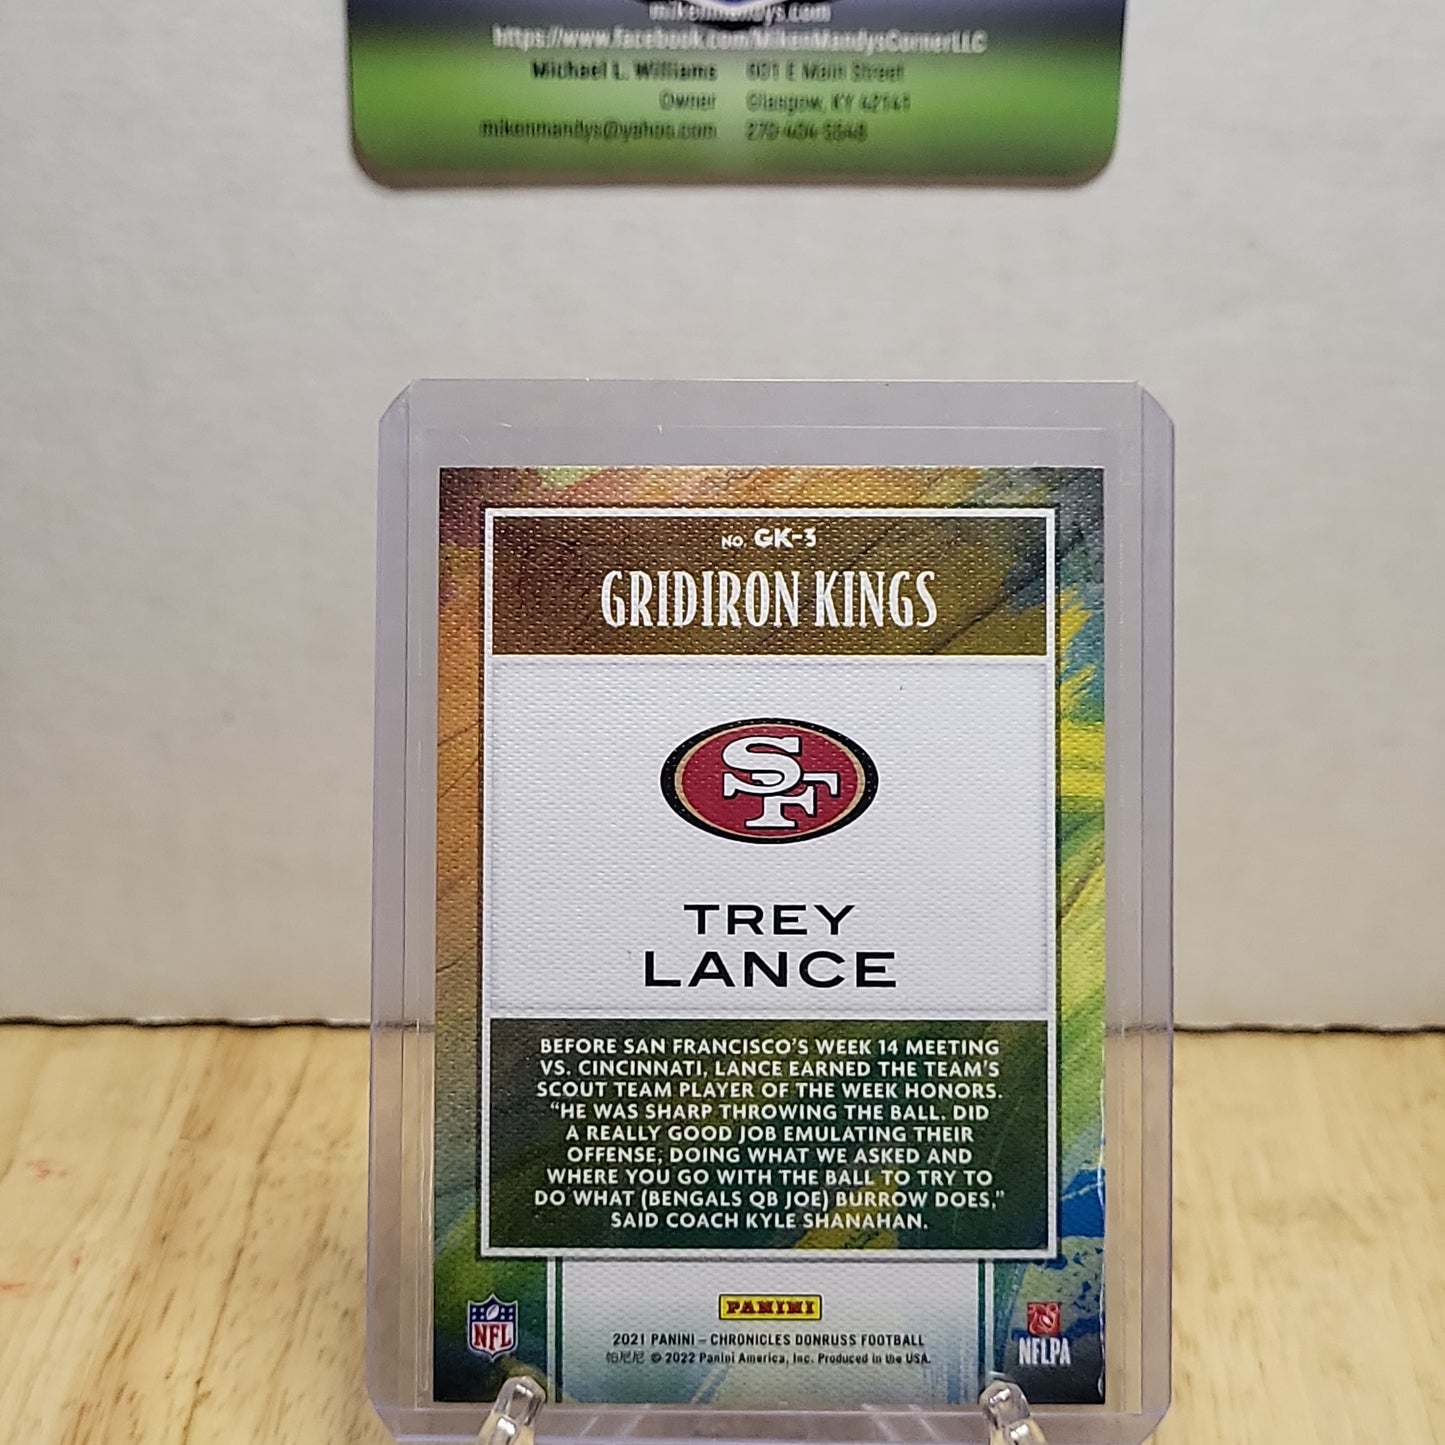 mikenmandys.com
https://www.facebook.com/MikenMandysCornerLLC
Michael L. Williams 901 E Main Street
Owner Glasgow, KY 42141
mikenmandys@yahoo.com 270-404-5548
NO. GK-3
GRIDIRON KINGS
SF
TREY
LANCE
BEFORE SAN FRANCISCO'S WEEK 14 MEETING
VS. CINCINNATI, LANCE EARNED THE TEAM'S
SCOUT TEAM PLAYER OF THE WEEK HONORS.
"HE WAS SHARP THROWING THE BALL. DID
A REALLY GOOD JOB EMULATING THEIR
OFFENSE, DOING WHAT WE ASKED AND
WHERE YOU GO WITH THE BALL TO TRY TO
DO WHAT (BENGALS QB JOE) BURROW DOES,"
SAID COACH KYLE SHANAHAN.
PANINI
NFL
2021 PANINI – CHRONICLES DONRUSS FOOTBALL
帕尼尼 © 2022 Panini America, Inc. Produced in the USA.
NFLPA